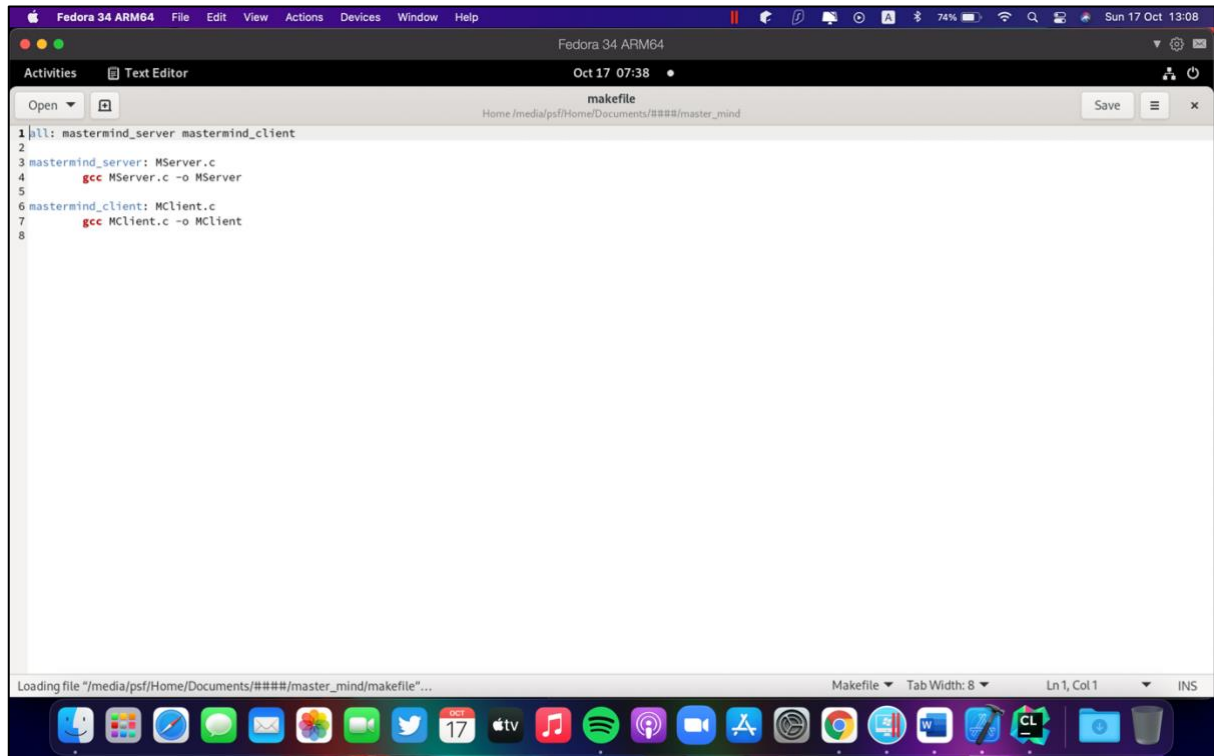 Fedora 34 ARM64 File Edit View Actions Devices Window Help A 74% Sun 17 Oct 13:08
Fedora 34 ARM64
Activities Text Editor Oct 17 07:38
Open makefile Save
Home /media/psf/Home/Documents/####/master_mind
1 all: mastermind_server mastermind_client
2
3 mastermind_server: MServer.c
4 gcc MServer.c -o MServer
5
6 mastermind_client: MClient.c
7 gcc MClient.c -o MClient
8
Loading file "/media/psf/Home/Documents/####/master_mind/makefile"... Makefile Tab Width: 8 Ln 1, Col 1 INS
OCT
17 tv A W CL